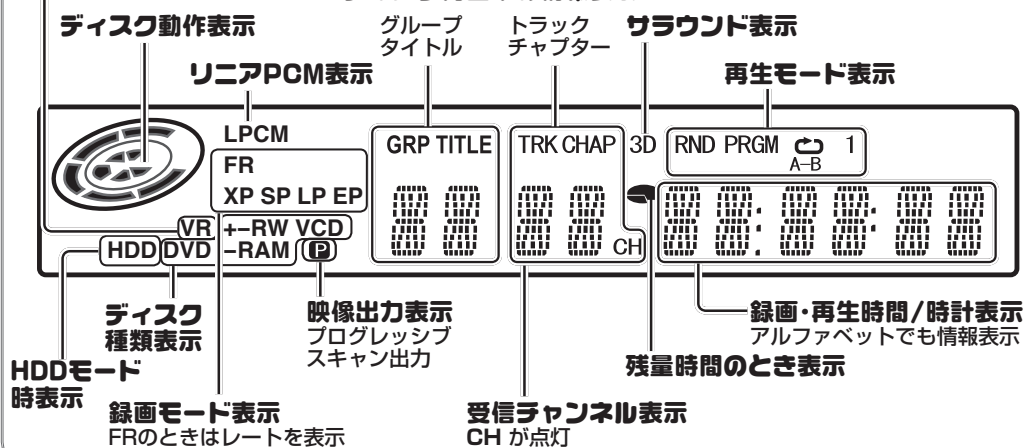 ディスク動作表示
グループ
タイトル
トラック
チャプター
サラウンド表示
リニアPCM表示
再生モード表示
LPCM
GRP TITLE
TRK CHAP
3D
RND PRGM
1
A-B
FR
XP SP LP EP
VR
+-RW VCD
HDD
DVD
-RAM
P
CH
ディスク
種類表示
映像出力表示
プログレッシブ
スキャン出力
録画・再生時間/時計表示
アルファベットでも情報表示
残量時間のとき表示
HDDモード
時表示
録画モード表示
FRのときはレートを表示
受信チャンネル表示
CH が点灯